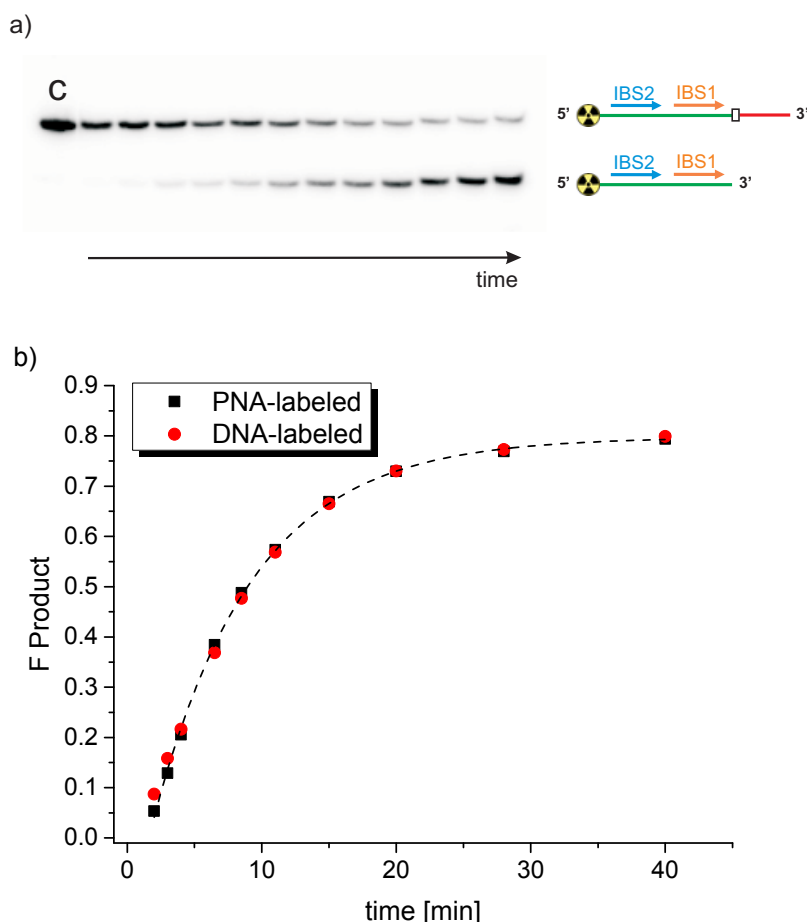 a)
C
IBS2 IBS1
5' 3'
IBS2 IBS1
5' 3'
time
b)
0.9
0.8
0.7
0.6
0.5
0.4
0.3
0.2
0.1
0.0
PNA-labeled
DNA-labeled
F Product
0 10 20 30 40
time [min]